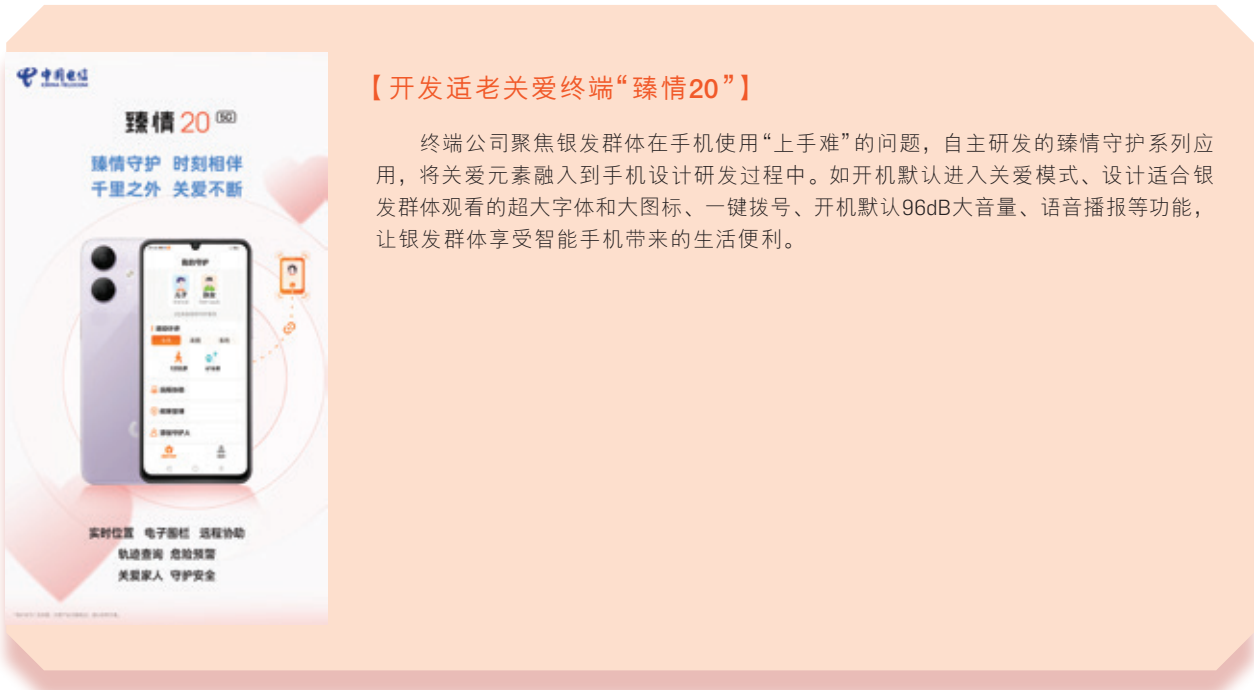 中国电信
CHINA TELECOM
臻情20 5G
臻情守护 时刻相伴
千里之外 关爱不断
我的守护
儿子
实时位置 电子围栏 远程协助
轨迹查询 危险预警
关爱家人 守护安全
【开发适老关爱终端“臻情20”】
终端公司聚焦银发群体在手机使用“上手难”的问题，自主研发的臻情守护系列应
用，将关爱元素融入到手机设计研发过程中。如开机默认进入关爱模式、设计适合银
发群体观看的超大字体和大图标、一键拨号、开机默认96dB大音量、语音播报等功能，
让银发群体享受智能手机带来的生活便利。